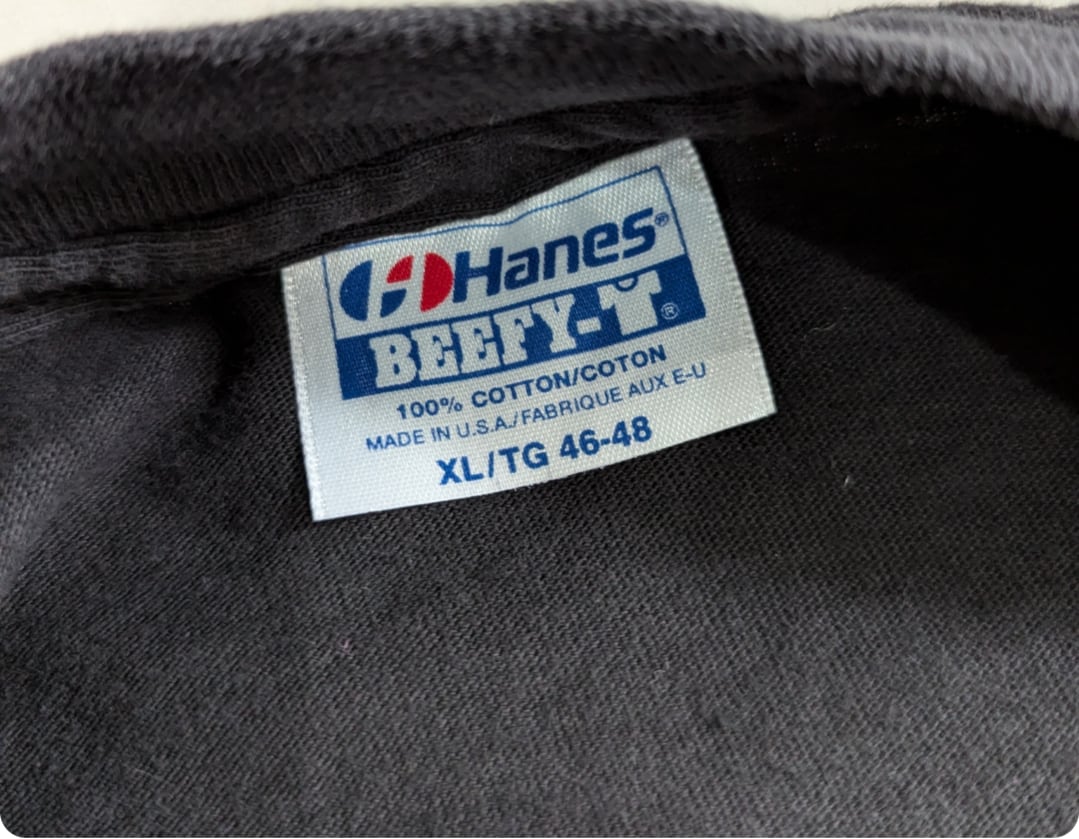 Hanes®
BEEFY-T®
100% COTTON/COTON
MADE IN U.S.A./FABRIQUE AUX E-U
XL/TG 46-48